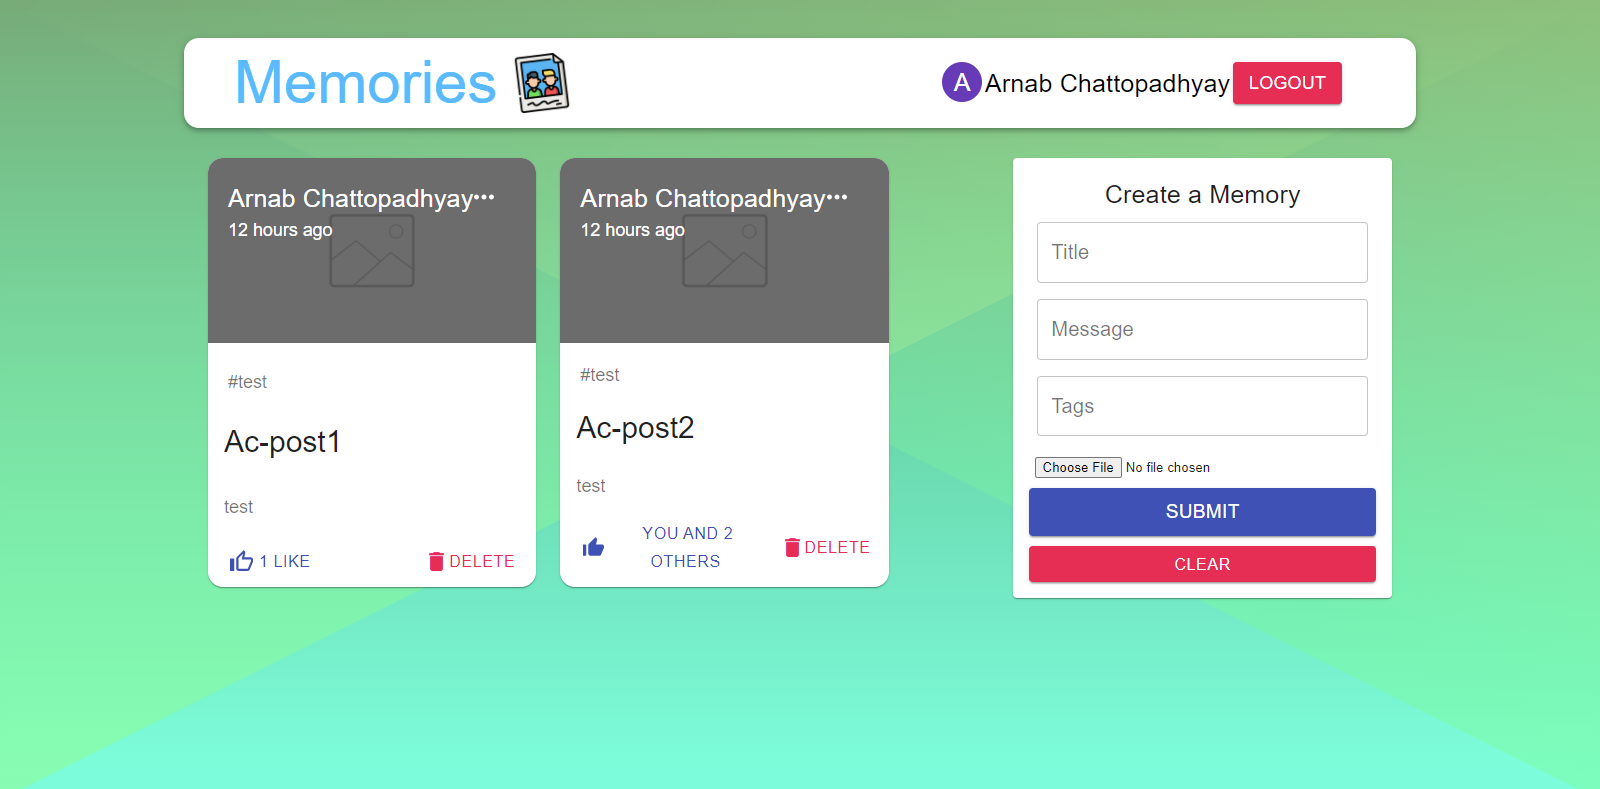 Memories
A Arnab Chattopadhyay LOGOUT
Arnab Chattopadhyay•••
12 hours ago
#test
Ac-post1
test
1 LIKE
DELETE
Arnab Chattopadhyay•••
12 hours ago
#test
Ac-post2
test
YOU AND 2
OTHERS
DELETE
Create a Memory
Title
Message
Tags
Choose File No file chosen
SUBMIT
CLEAR